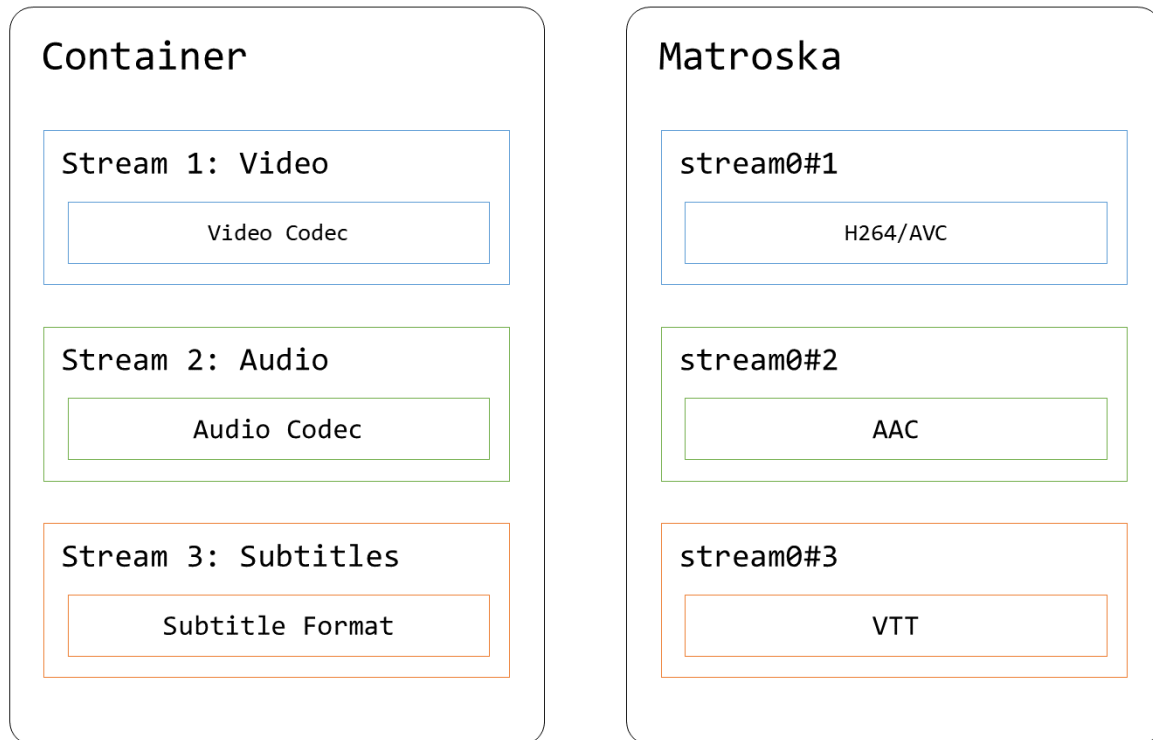 Container
Stream 1: Video
Video Codec
Stream 2: Audio
Audio Codec
Stream 3: Subtitles
Subtitle Format
Matroska
stream0#1
H264/AVC
stream0#2
AAC
stream0#3
VTT